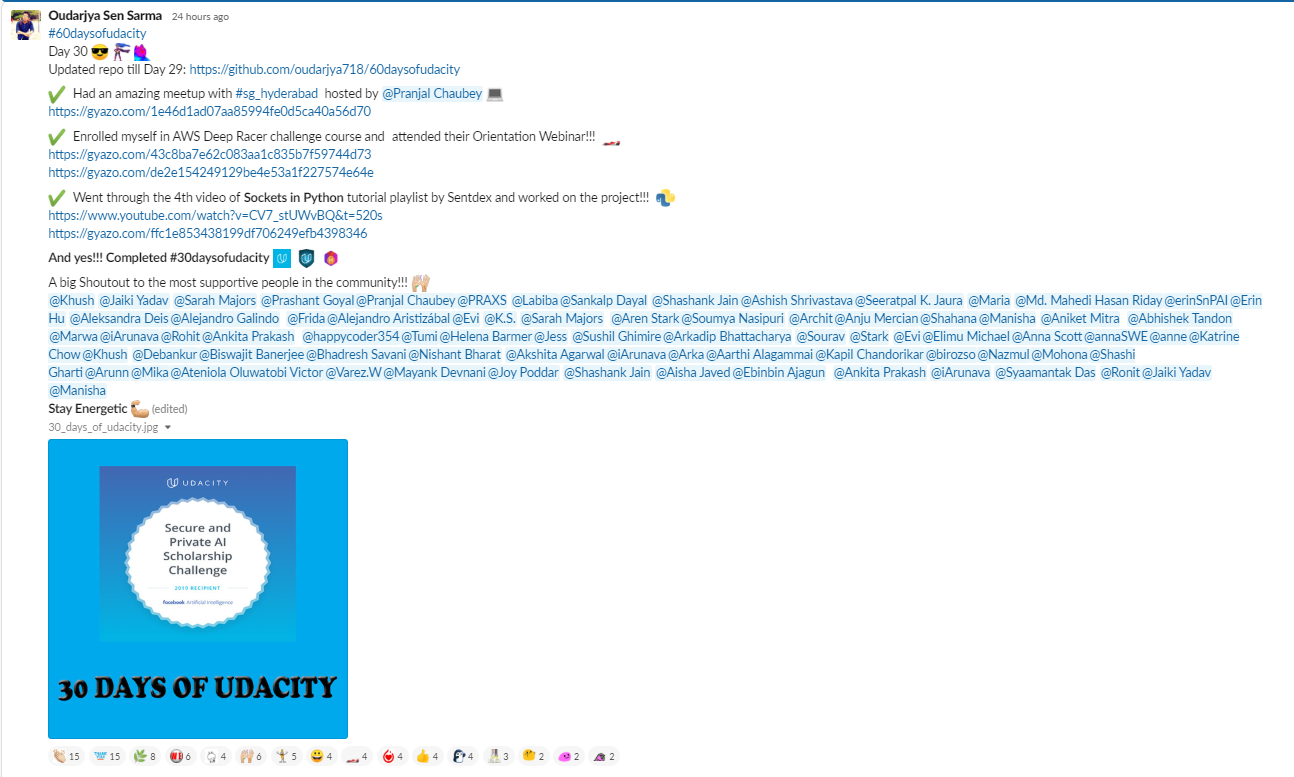 Oudarjya Sen Sarma 24 hours ago
#60daysofudacity
Day 30
Updated repo till Day 29: https://github.com/oudarjya718/60daysofudacity
Had an amazing meetup with #sg_hyderabad hosted by @Pranjal Chaubey
https://gyazo.com/1e46d1ad07aa85994fe0d5ca40a56d70
Enrolled myself in AWS Deep Racer challenge course and attended their Orientation Webinar!!!
https://gyazo.com/43c8ba7e62c083aa1c835b7f59744d73
https://gyazo.com/de2e154249129be4e53a1f227574e64e
Went through the 4th video of Sockets in Python tutorial playlist by Sentdex and worked on the project!!!
https://www.youtube.com/watch?v=CV7_stUWvBQ&t=520s
https://gyazo.com/ffc1e853438199df706249efb4398346
And yes!!! Completed #30daysofudacity
A big Shoutout to the most supportive people in the community!!!
@Khush @Jaiki Yadav @Sarah Majors @Prashant Goyal @Pranjal Chaubey @PRAXS @Labiba @Sankalp Dayal @Shashank Jain @Ashish Shrivastava @Seeratpal K. Jaura @Maria @Md. Mahedi Hasan Riday @erinSnPAI @Erin
Hu @Aleksandra Deis @Alejandro Galindo @Frida @Alejandro Aristizábal @Evi @K.S. @Sarah Majors @Aren Stark @Soumya Nasipuri @Archit @Anju Mercian @Shahana @Manisha @Aniket Mitra @Abhishek Tandon
@Marwa @iArunava @Rohit @Ankita Prakash @happycoder354 @Tumi @Helena Barmer @Jess @Sushil Ghimire @Arkadip Bhattacharya @Sourav @Stark @Evi @Elimu Michael @Anna Scott @annaSWE @anne @Katrine
Chow @Khush @Debankur @Biswajit Banerjee @Bhadresh Savani @Nishant Bharat @Akshita Agarwal @iArunava @Arka @Aarthi Alagammai @Kapil Chandorikar @birozso @Nazmul @Mohona @Shashi
Gharti @Arunn @Mika @Ateniola Oluwatobi Victor @Varez.W @Mayank Devnani @Joy Poddar @Shashank Jain @Aisha Javed @Ebinbin Ajagun @Ankita Prakash @iArunava @Syaamantak Das @Ronit @Jaiki Yadav
@Manisha
Stay Energetic (edited)
30_days_of_udacity.jpg
UDACITY
Secure and
Private AI
Scholarship
Challenge
2019 RECIPIENT
facebook Artificial Intelligence
30 DAYS OF UDACITY
15 15 8 6 4 6 5 4 4 4 4 4 3 2 2 2